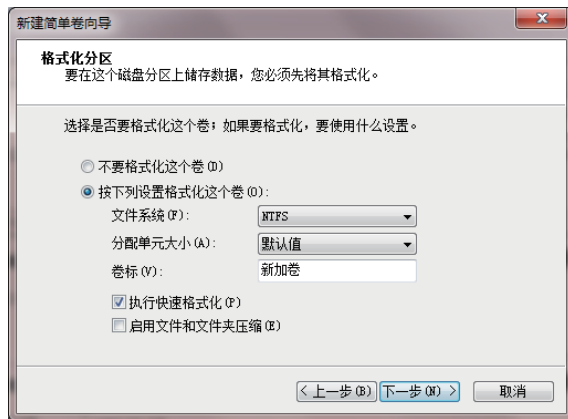 新建简单卷向导
格式化分区
要在这个磁盘分区上储存数据，您必须先将其格式化。
选择是否要格式化这个卷；如果要格式化，要使用什么设置。
不要格式化这个卷(D)
按下列设置格式化这个卷(O)：
文件系统(F)： NTFS
分配单元大小(A)： 默认值
卷标(V)： 新加卷
执行快速格式化(P)
启用文件和文件夹压缩(E)
< 上一步(B) 下一步(N) > 取消